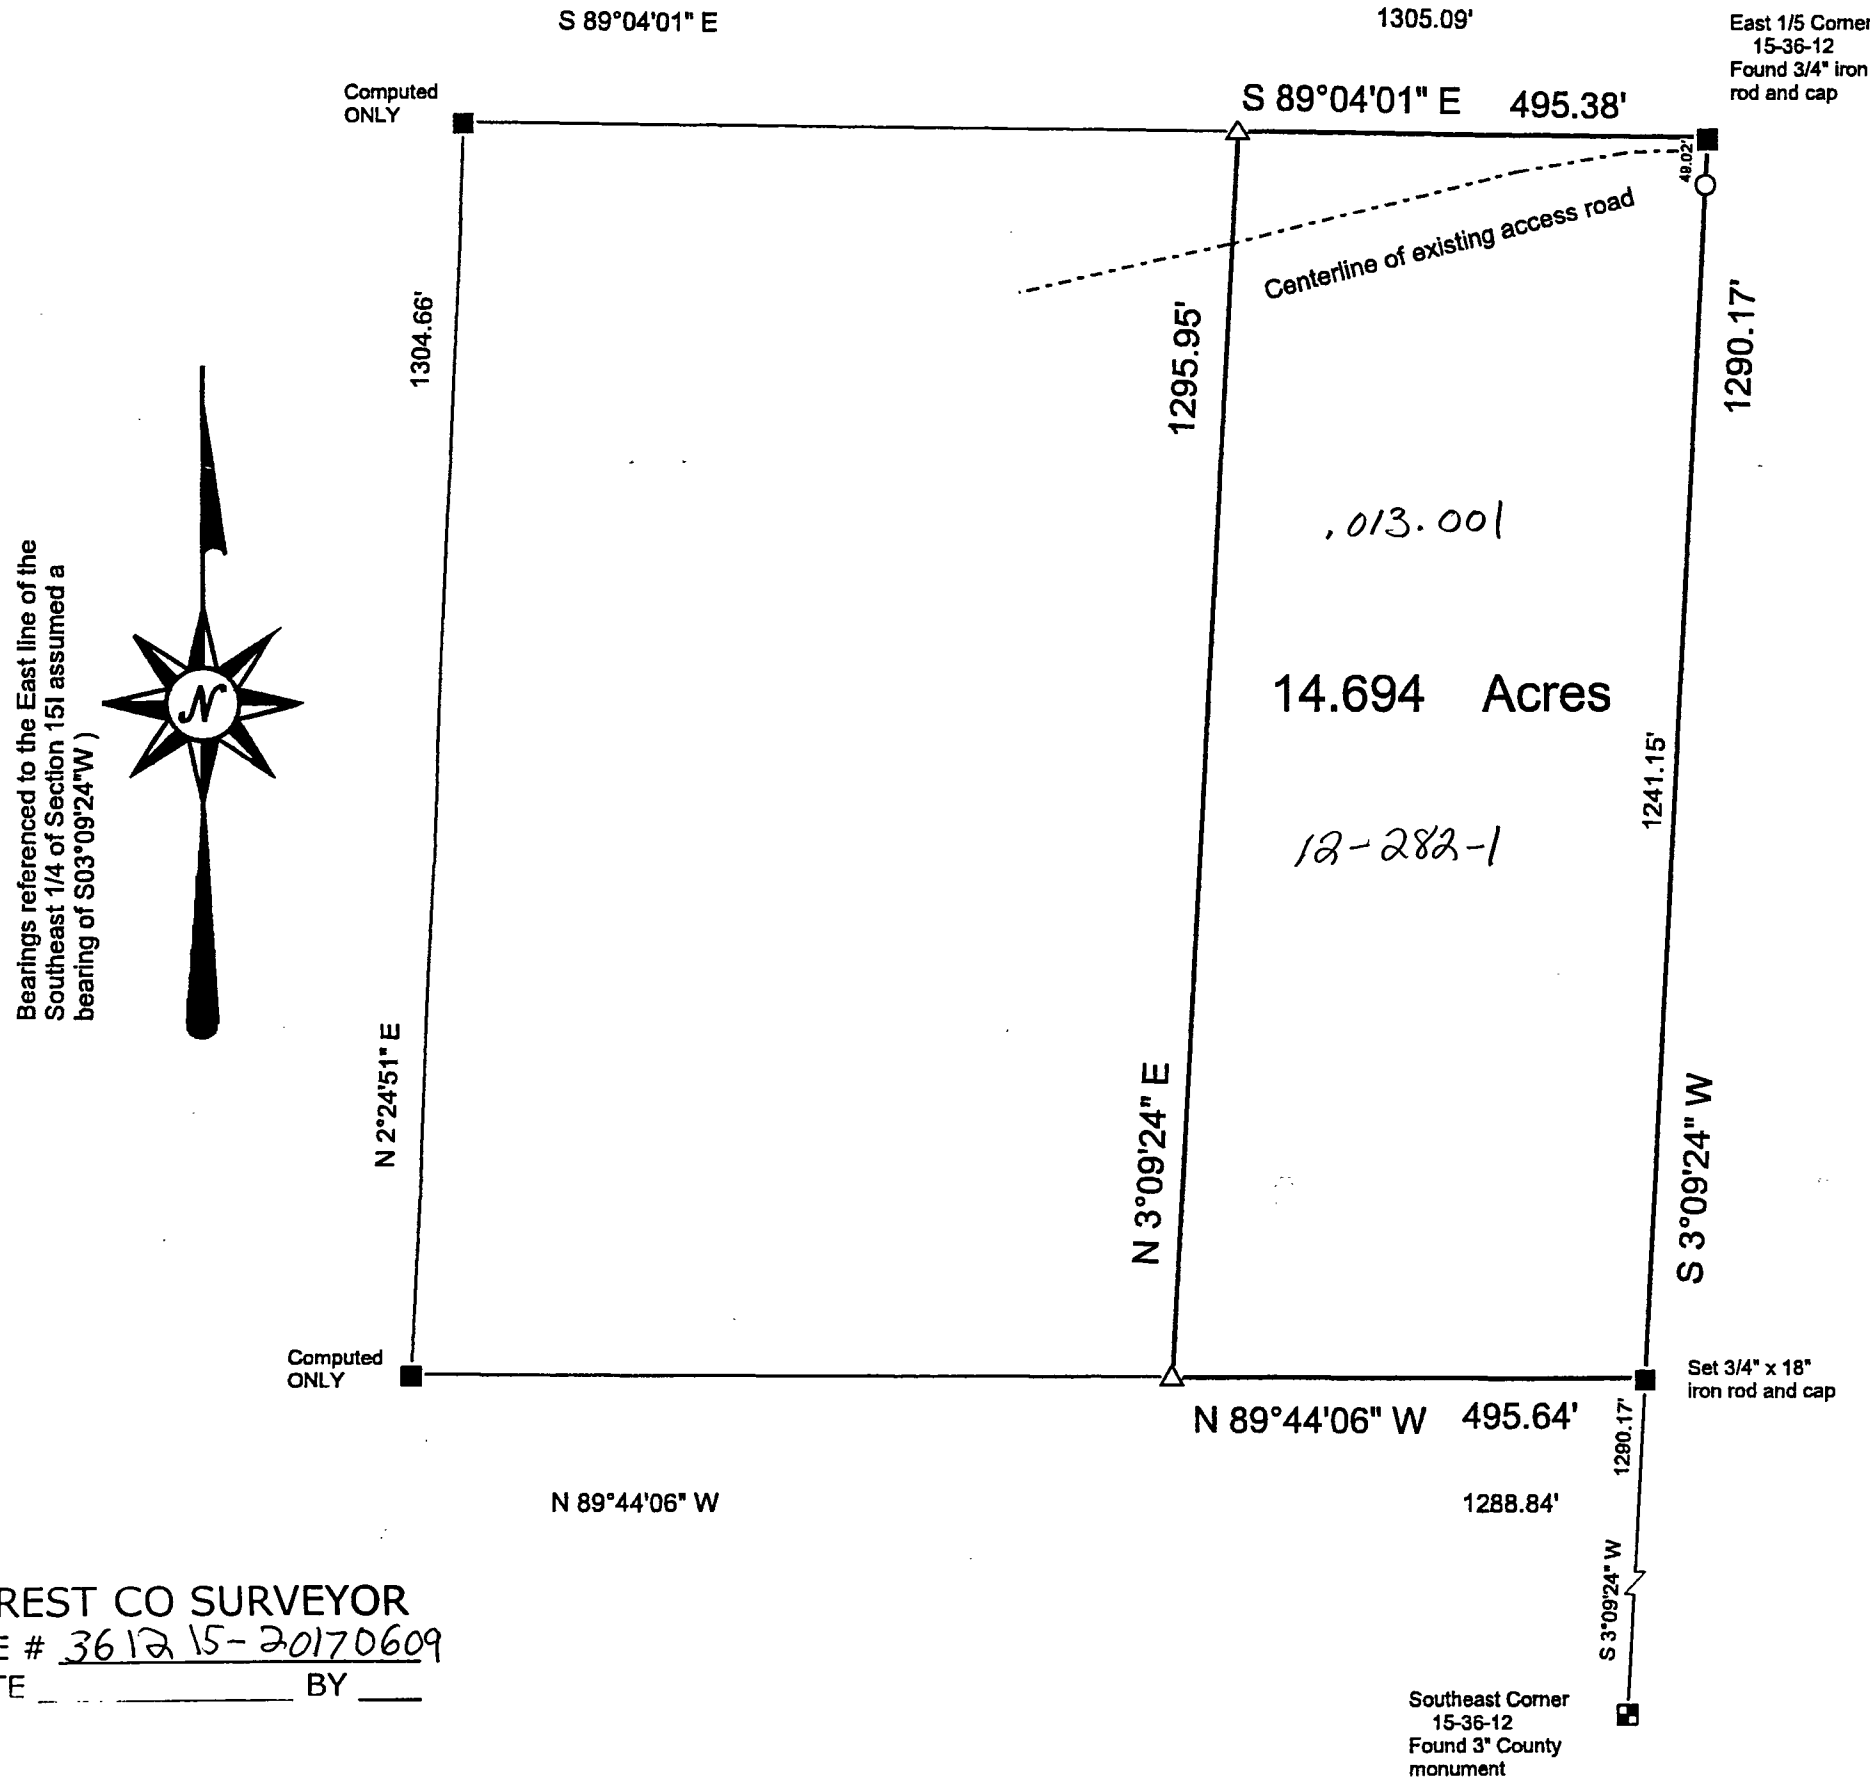 S 89°04'01" E 1305.09'
East 1/5 Corner
15-36-12
Found 3/4" iron
rod and cap
Computed
ONLY
S 89°04'01" E 495.38'
49.02'
Centerline of existing access road
1304.66'
1295.95'
1290.17'
,013.001
14.694 Acres
1241.15'
12-282-1
Bearings referenced to the East line of the
Southeast 1/4 of Section 15I assumed a
bearing of S03°09'24"W )
N
N 2°24'51" E
N 3°09'24" E
S 3°09'24" W
Computed
ONLY
Set 3/4" x 18"
iron rod and cap
N 89°44'06" W 495.64'
1290.17'
N 89°44'06" W 1288.84'
S 3°09'24" W
REST CO SURVEYOR
E # 361215-20170609
TE BY
Southeast Corner
15-36-12
Found 3" County
monument